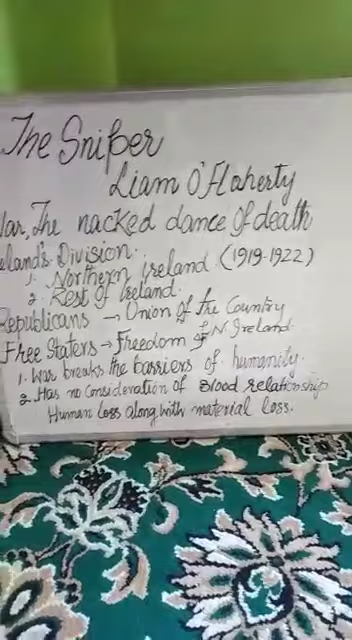 The Sniper
Liam O'Flaherty
War, The nacked dance of death
eland's Division.
1. Northern Ireland (1919-1922)
2. Rest of Ireland.
Republicans → Union of the Country
Free Staters → Freedom of N. Ireland
1. War breaks the barriers of humanity.
2. Has no consideration of blood relationship
Human loss along with material loss.